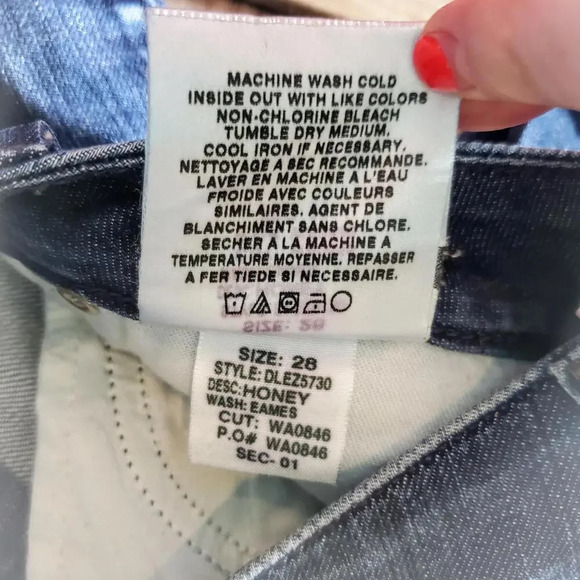 MACHINE WASH COLD
INSIDE OUT WITH LIKE COLORS
NON-CHLORINE BLEACH
TUMBLE DRY MEDIUM.
COOL IRON IF NECESSARY.
NETTOYAGE A SEC RECOMMANDE.
LAVER EN MACHINE A L'EAU
FROIDE AVEC COULEURS
SIMILAIRES. AGENT DE
BLANCHIMENT SANS CHLORE.
SECHER A LA MACHINE A
TEMPERATURE MOYENNE. REPASSER
A FER TIEDE SI NECESSAIRE.
SIZE: 28
SIZE: 28
STYLE: DLEZ5730
DESC: HONEY
WASH: EAMES
CUT: WA0846
P.O# WA0846
SEC- 01